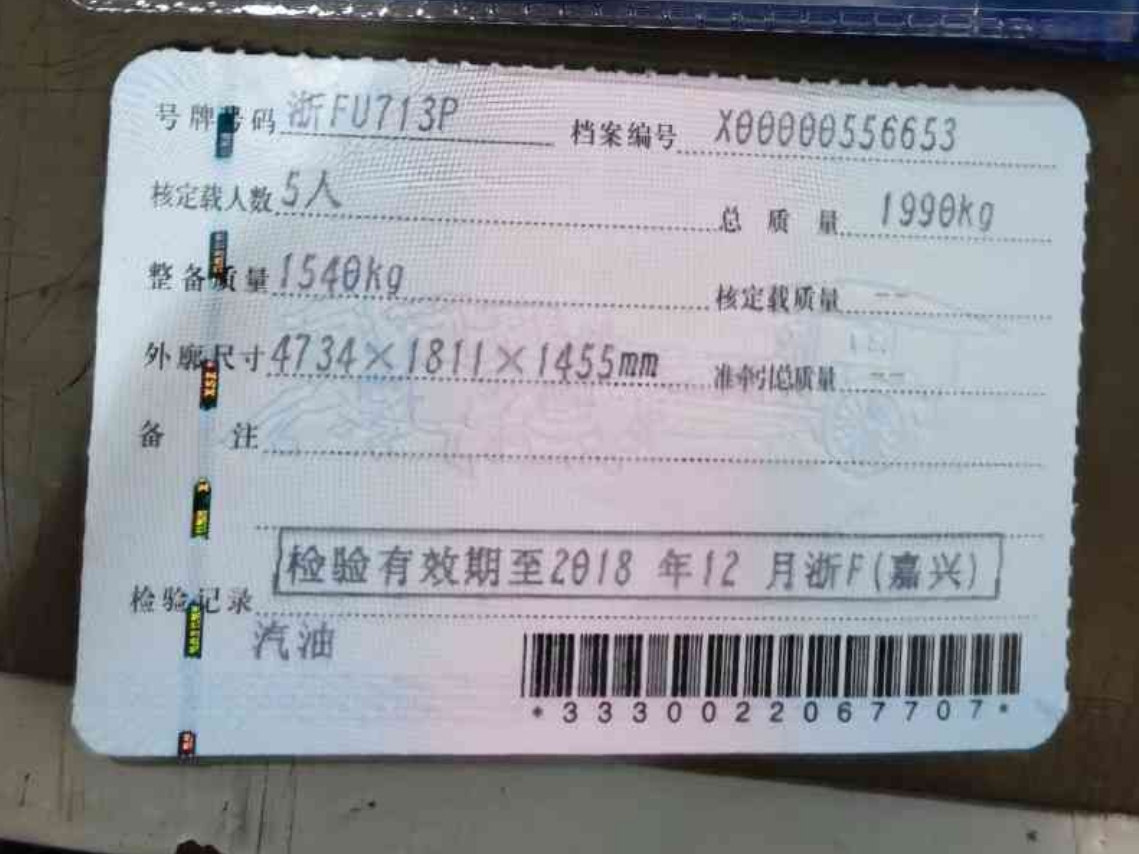 号牌号码 浙FU713P 档案编号 X00000556653
核定载人数 5人 总质量 1990kg
整备质量 1540kg 核定载质量 --
外廓尺寸 4734×1811×1455mm 准牵引总质量 --
备注
检验记录 检验有效期至2018 年12 月浙F(嘉兴)
汽油
*3330022067707*